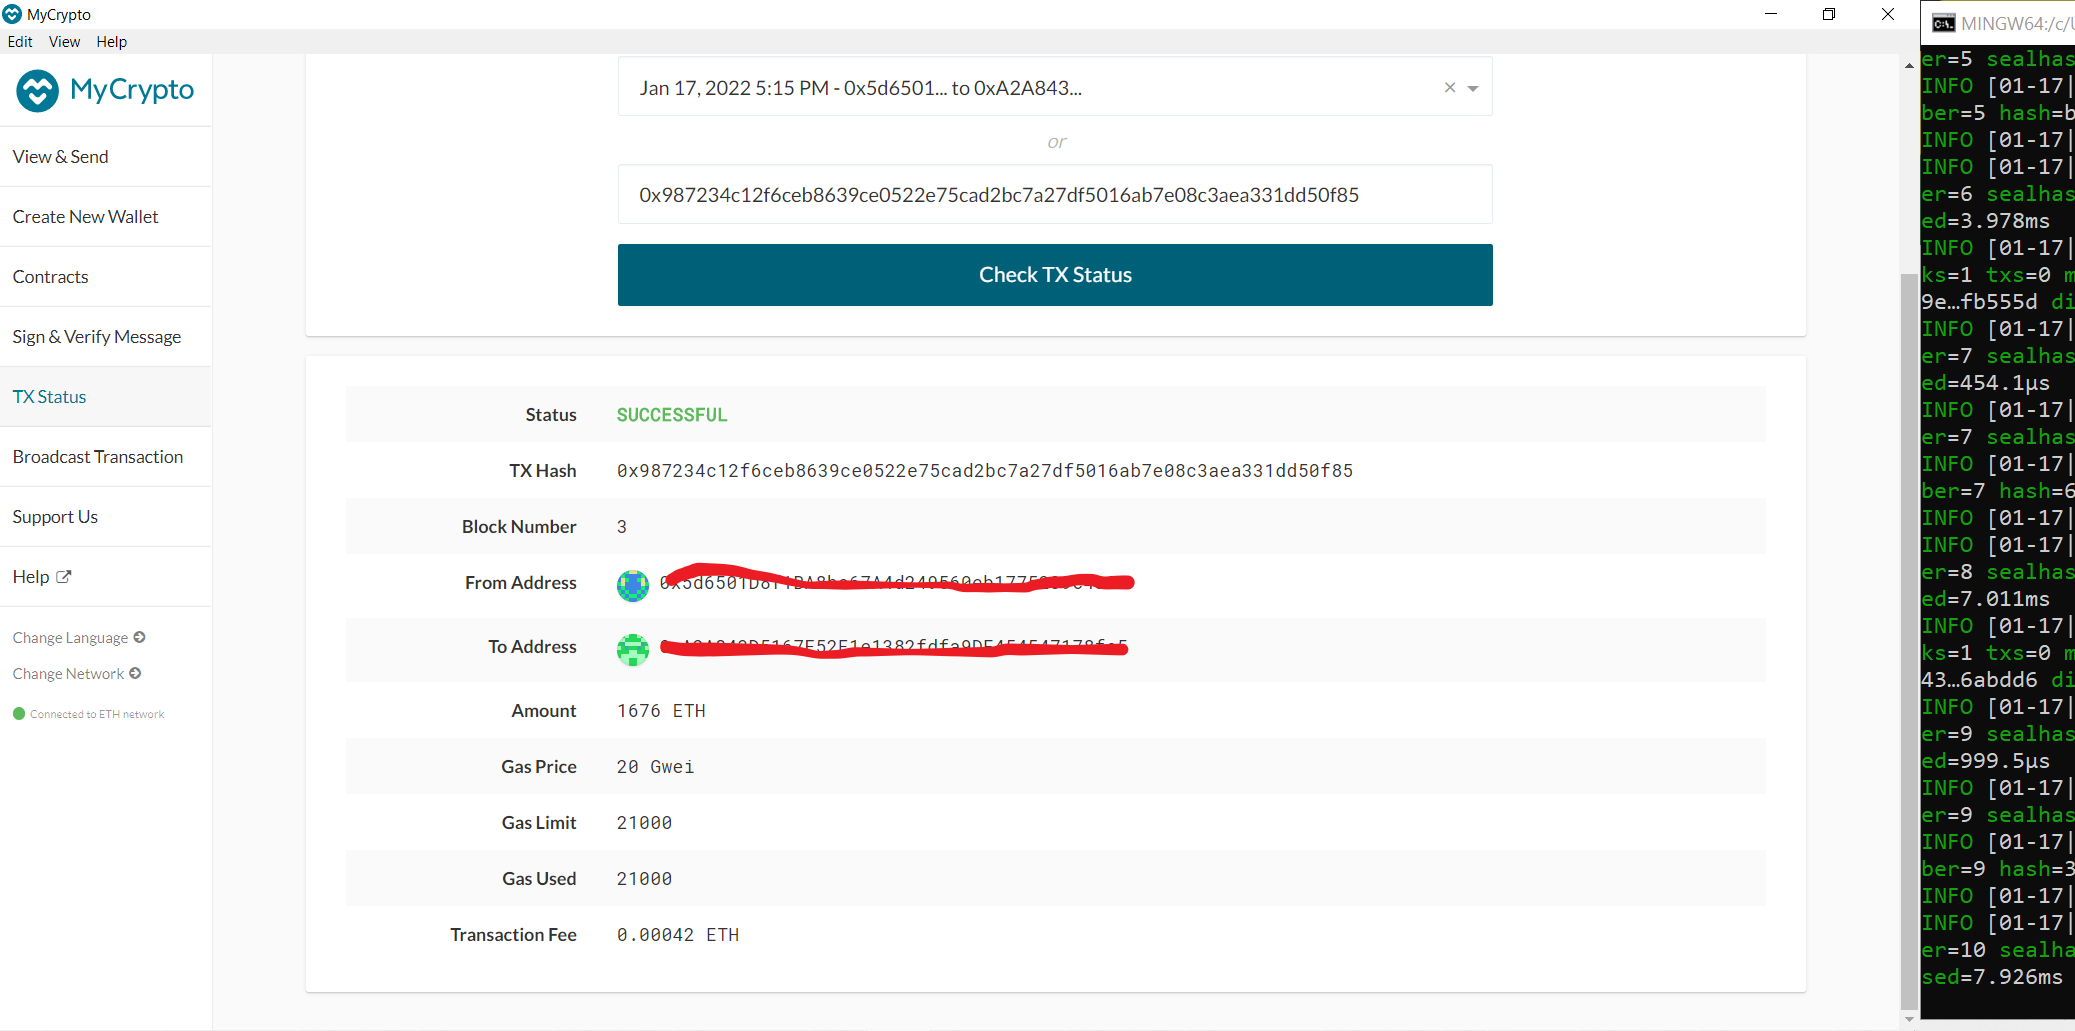 MyCrypto
Edit View Help
MyCrypto
View & Send
Create New Wallet
Contracts
Sign & Verify Message
TX Status
Broadcast Transaction
Support Us
Help
Change Language
Change Network
Connected to ETH network
Jan 17, 2022 5:15 PM - 0x5d6501... to 0xA2A843...
or
0x987234c12f6ceb8639ce0522e75cad2bc7a27df5016ab7e08c3aea331dd50f85
Check TX Status
Status SUCCESSFUL
TX Hash 0x987234c12f6ceb8639ce0522e75cad2bc7a27df5016ab7e08c3aea331dd50f85
Block Number 3
From Address
To Address
Amount 1676 ETH
Gas Price 20 Gwei
Gas Limit 21000
Gas Used 21000
Transaction Fee 0.00042 ETH
MINGW64:/c/U
er=5 sealhas
INFO [01-17|
ber=5 hash=b
INFO [01-17|
INFO [01-17|
er=6 sealhas
ed=3.978ms
INFO [01-17|
ks=1 txs=0 m
9e…fb555d di
INFO [01-17|
er=7 sealhas
ed=454.1µs
INFO [01-17|
er=7 sealhas
INFO [01-17|
ber=7 hash=6
INFO [01-17|
INFO [01-17|
er=8 sealhas
ed=7.011ms
INFO [01-17|
ks=1 txs=0 m
43…6abdd6 di
INFO [01-17|
er=9 sealhas
ed=999.5µs
INFO [01-17|
er=9 sealhas
INFO [01-17|
ber=9 hash=3
INFO [01-17|
INFO [01-17|
er=10 sealha
sed=7.926ms